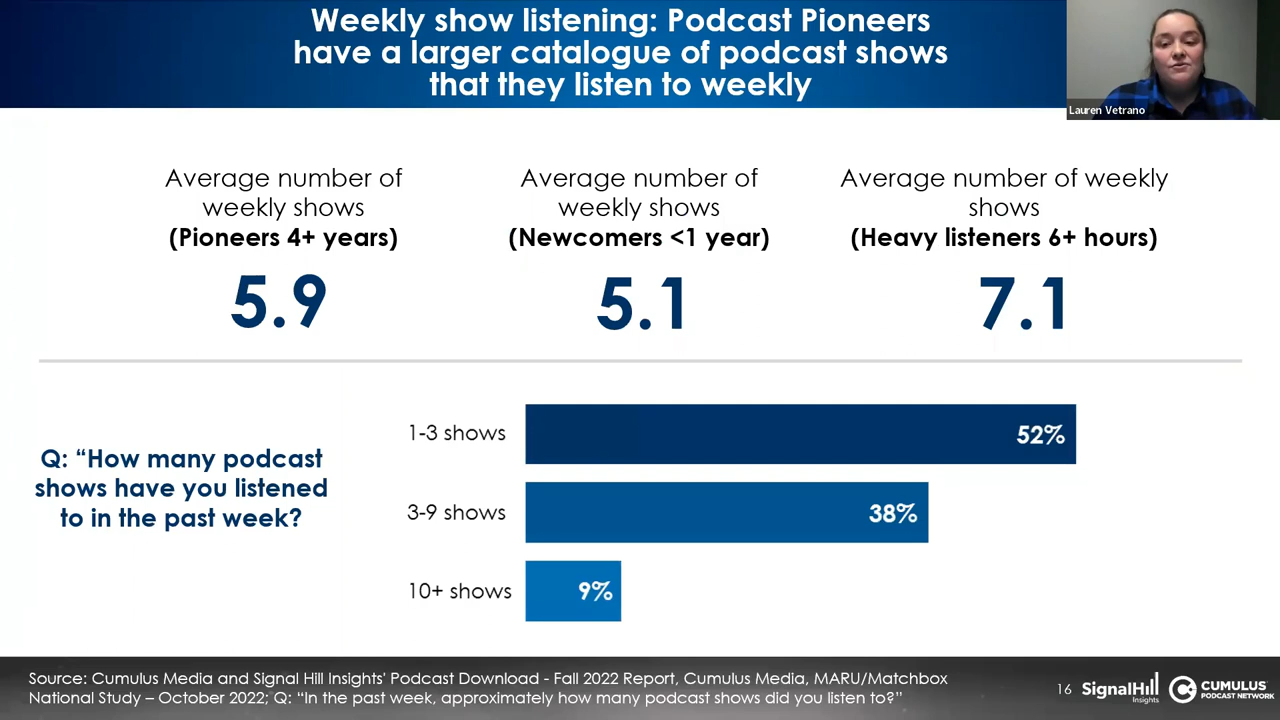 Weekly show listening: Podcast Pioneers
have a larger catalogue of podcast shows
that they listen to weekly
Lauren Vetrano
Average number of
weekly shows
(Pioneers 4+ years)
5.9
Average number of
weekly shows
(Newcomers <1 year)
5.1
Average number of weekly
shows
(Heavy listeners 6+ hours)
7.1
Q: “How many podcast
shows have you listened
to in the past week?
1-3 shows
52%
3-9 shows
38%
10+ shows
9%
Source: Cumulus Media and Signal Hill Insights' Podcast Download - Fall 2022 Report, Cumulus Media, MARU/Matchbox
National Study – October 2022; Q: “In the past week, approximately how many podcast shows did you listen to?”
16
SignalHill
Insights
CUMULUS
PODCAST NETWORK